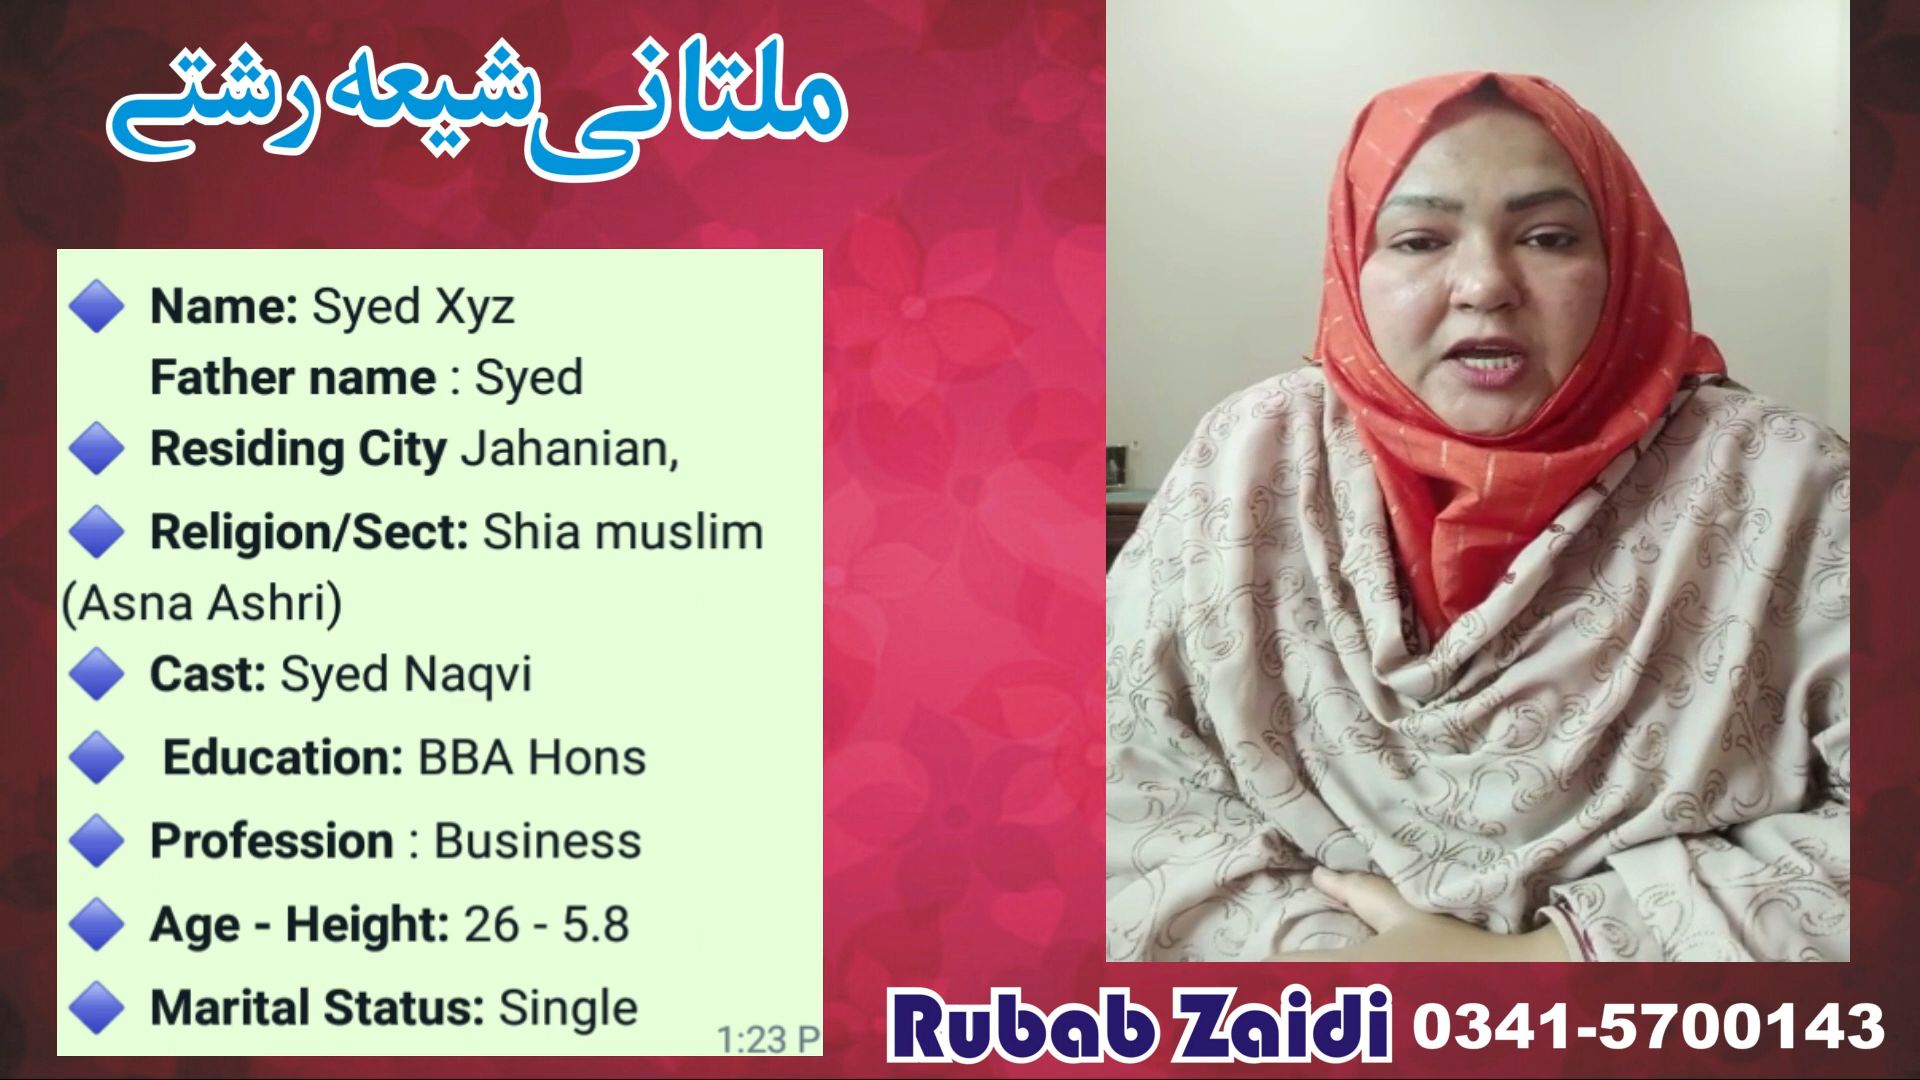 ملتانی شیعہ رشتے
Name: Syed Xyz
Father name : Syed
Residing City Jahanian,
Religion/Sect: Shia muslim
(Asna Ashri)
Cast: Syed Naqvi
Education: BBA Hons
Profession : Business
Age - Height: 26 - 5.8
Marital Status: Single
1:23 P
Rubab Zaidi 0341-5700143